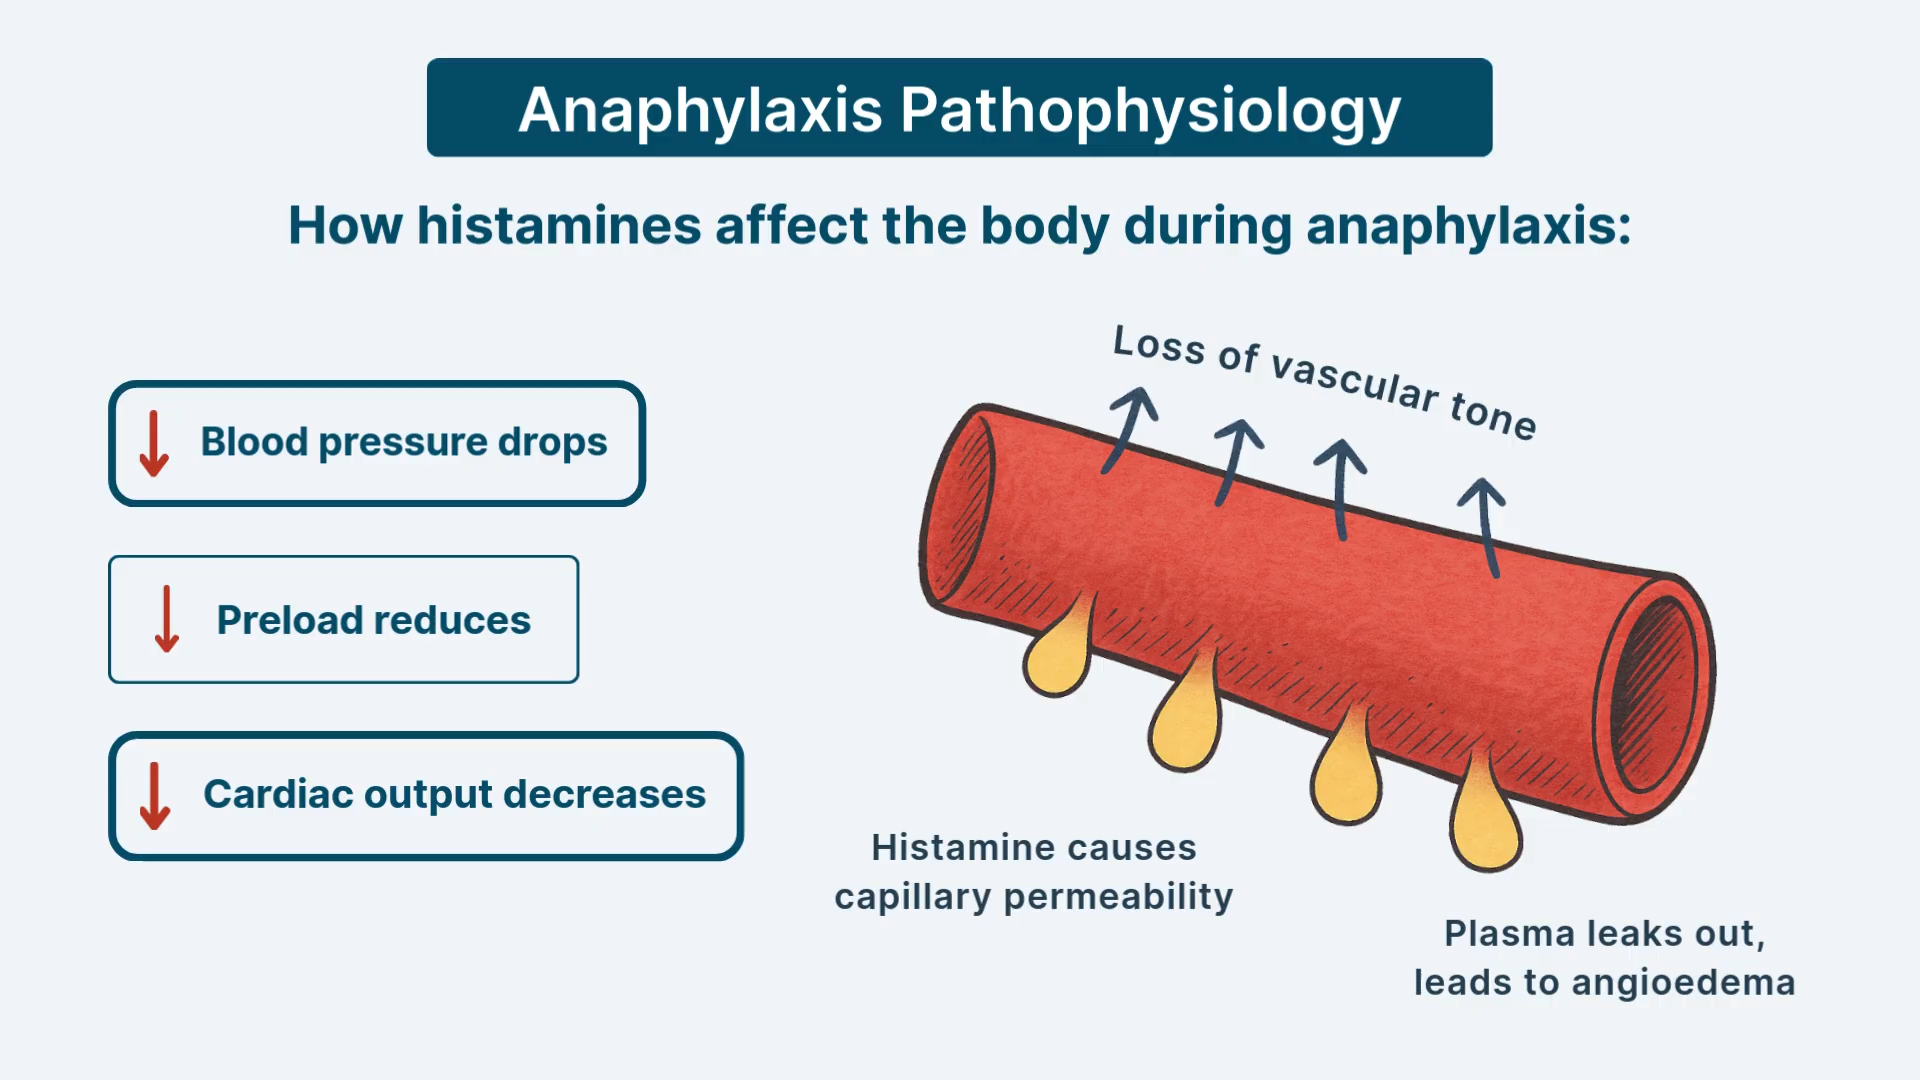 Anaphylaxis Pathophysiology
How histamines affect the body during anaphylaxis:
Blood pressure drops
Preload reduces
Cardiac output decreases
Loss of vascular tone
Histamine causes
capillary permeability
Plasma leaks out,
leads to angioedema